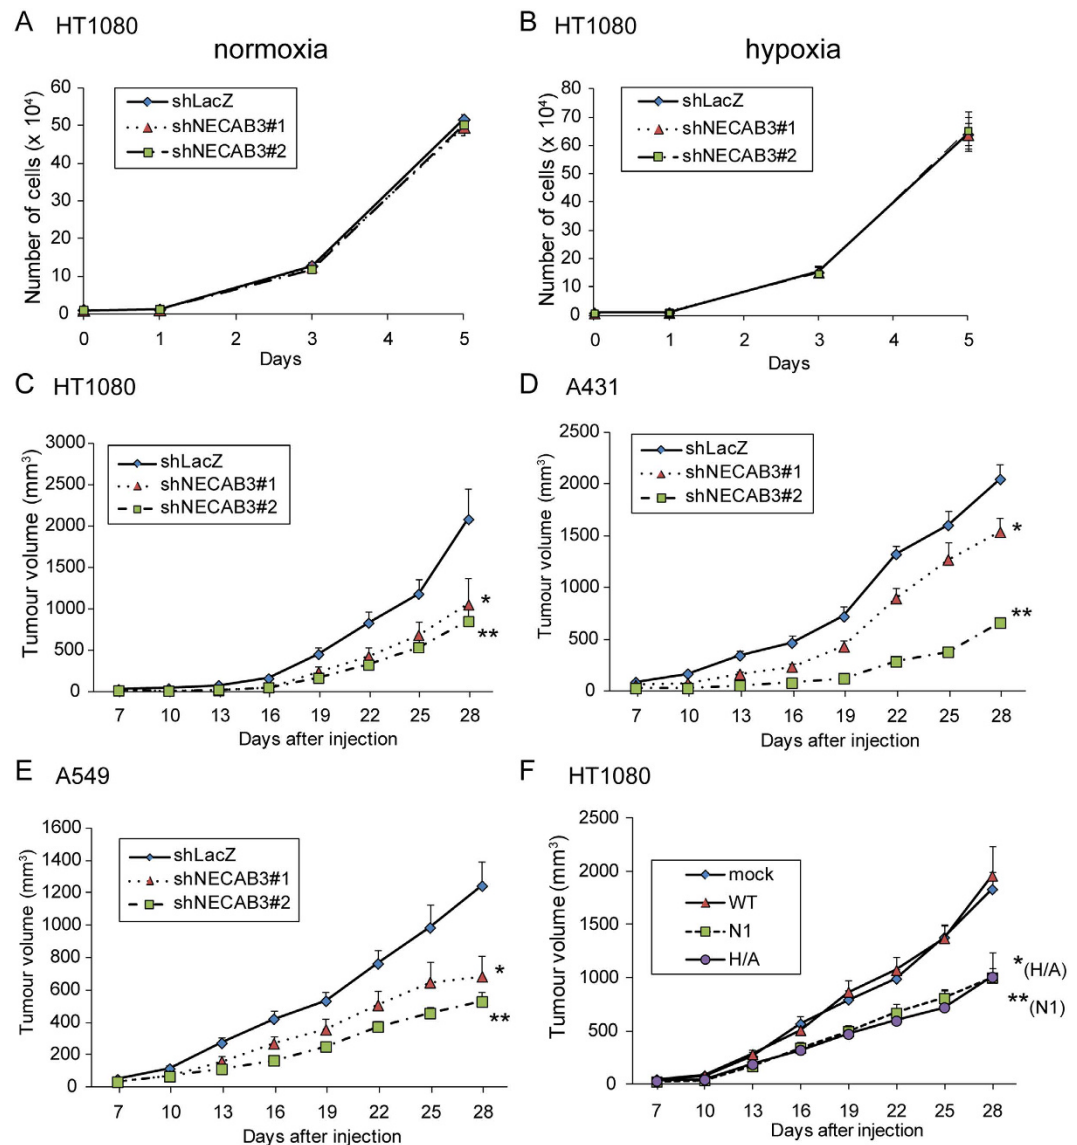 A HT1080
normoxia
Number of cells (x 10⁴)
60
50
40
30
20
10
0
shLacZ
shNECAB3#1
shNECAB3#2
0 1 2 3 4 5
Days
B HT1080
hypoxia
Number of cells (x 10⁴)
80
70
60
50
40
30
20
10
0
shLacZ
shNECAB3#1
shNECAB3#2
0 1 2 3 4 5
Days
C HT1080
Tumour volume (mm³)
3000
2500
2000
1500
1000
500
0
shLacZ
shNECAB3#1
shNECAB3#2
*
**
7 10 13 16 19 22 25 28
Days after injection
D A431
Tumour volume (mm³)
2500
2000
1500
1000
500
0
shLacZ
shNECAB3#1
shNECAB3#2
*
**
7 10 13 16 19 22 25 28
Days after injection
E A549
Tumour volume (mm³)
1600
1400
1200
1000
800
600
400
200
0
shLacZ
shNECAB3#1
shNECAB3#2
*
**
7 10 13 16 19 22 25 28
Days after injection
F HT1080
Tumour volume (mm³)
2500
2000
1500
1000
500
0
mock
WT
N1
H/A
*(H/A)
**(N1)
7 10 13 16 19 22 25 28
Days after injection